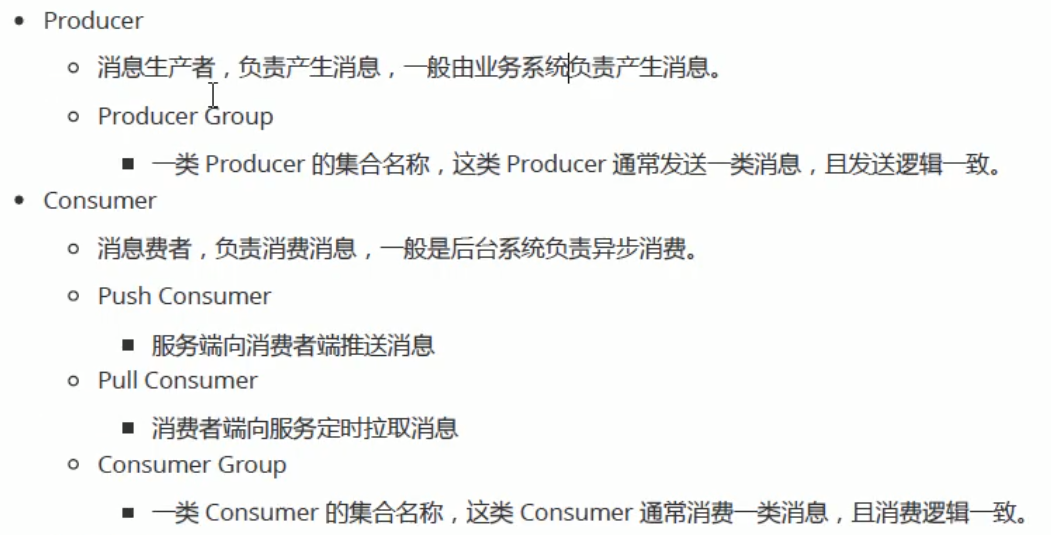 Producer
消息生产者，负责产生消息，一般由业务系统负责产生消息。
Producer Group
一类 Producer 的集合名称，这类 Producer 通常发送一类消息，且发送逻辑一致。
Consumer
消息费者，负责消费消息，一般是后台系统负责异步消费。
Push Consumer
服务端向消费者端推送消息
Pull Consumer
消费者端向服务定时拉取消息
Consumer Group
一类 Consumer 的集合名称，这类 Consumer 通常消费一类消息，且消费逻辑一致。